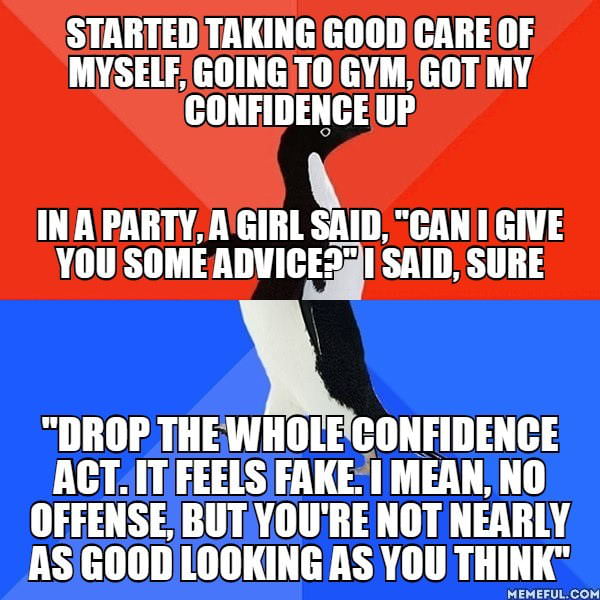 STARTED TAKING GOOD CARE OF
MYSELF, GOING TO GYM, GOT MY
CONFIDENCE UP
IN A PARTY, A GIRL SAID, "CAN I GIVE
YOU SOME ADVICE?" I SAID, SURE
"DROP THE WHOLE CONFIDENCE
ACT. IT FEELS FAKE. I MEAN, NO
OFFENSE, BUT YOU'RE NOT NEARLY
AS GOOD LOOKING AS YOU THINK"
MEMEFUL.COM